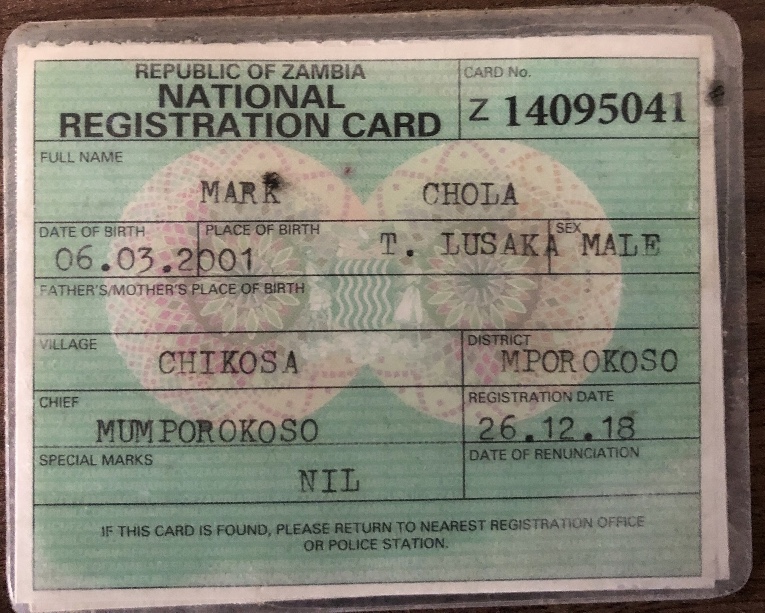 REPUBLIC OF ZAMBIA
NATIONAL
REGISTRATION CARD
CARD No.
Z 14095041
FULL NAME
MARK CHOLA
DATE OF BIRTH PLACE OF BIRTH SEX
06.03.2001 T. LUSAKA MALE
FATHER'S/MOTHER'S PLACE OF BIRTH
VILLAGE DISTRICT
CHIKOSA MPOROKOSO
CHIEF REGISTRATION DATE
MUMPOROKOSO 26.12.18
SPECIAL MARKS DATE OF RENUNCIATION
NIL
IF THIS CARD IS FOUND, PLEASE RETURN TO NEAREST REGISTRATION OFFICE
OR POLICE STATION.